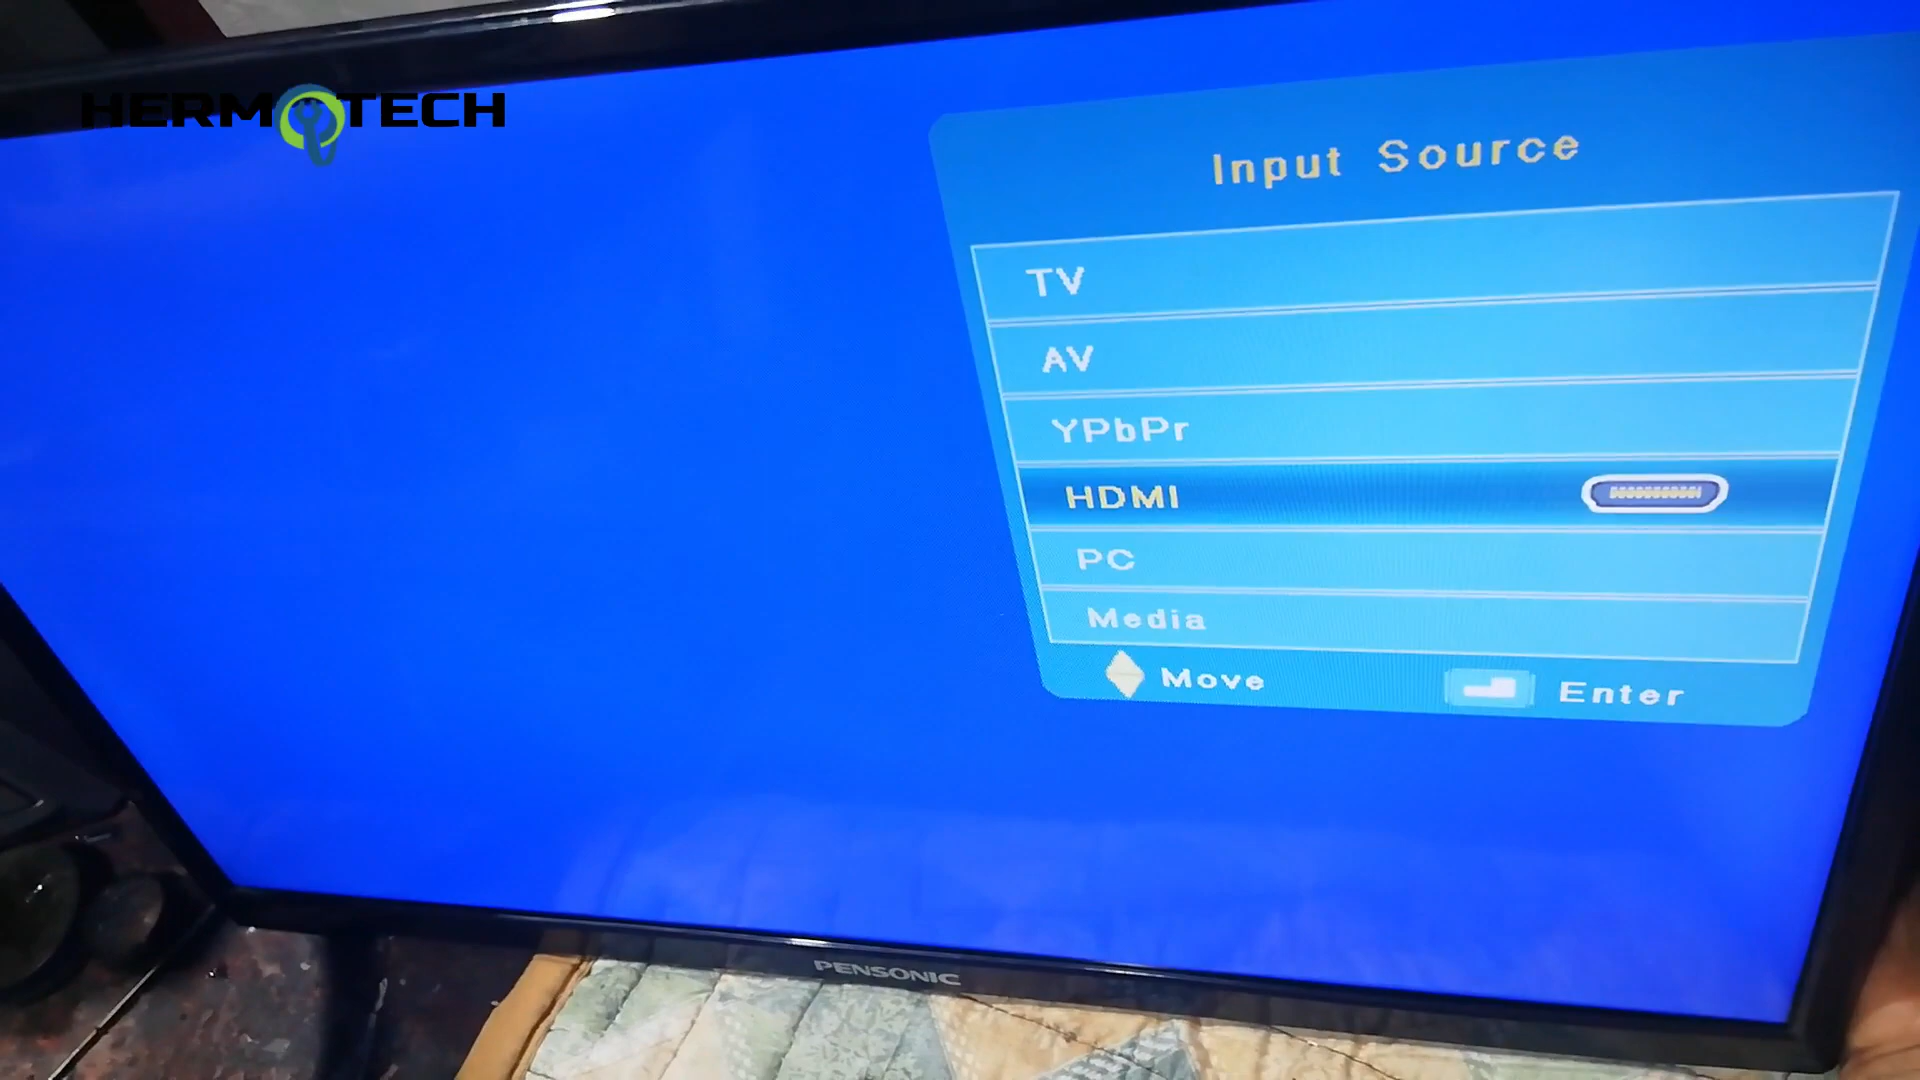 HERMOTECH
Input Source
TV
AV
YPbPr
HDMI
PC
Media
Move
Enter
PENSONIC